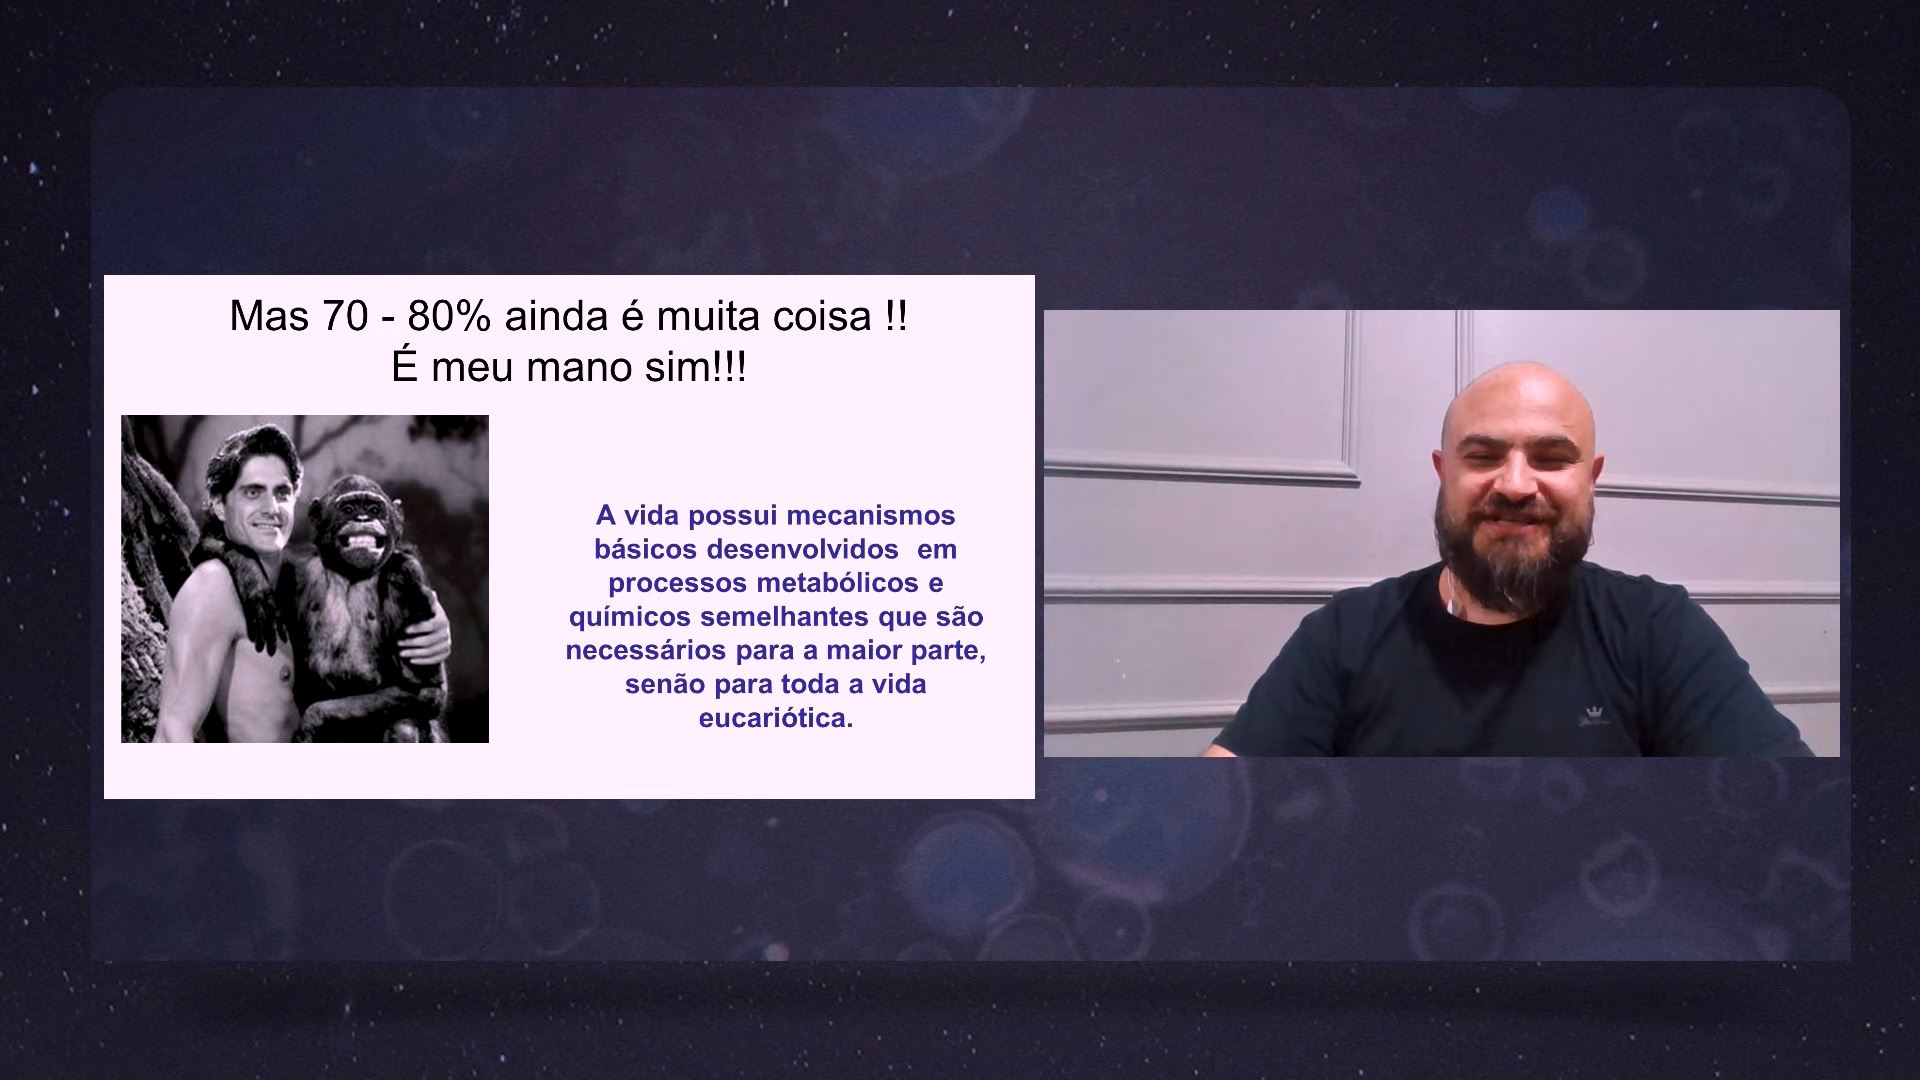 Mas 70 - 80% ainda é muita coisa !!
É meu mano sim!!!
A vida possui mecanismos
básicos desenvolvidos  em
processos metabólicos e
químicos semelhantes que são
necessários para a maior parte,
senão para toda a vida
eucariótica.